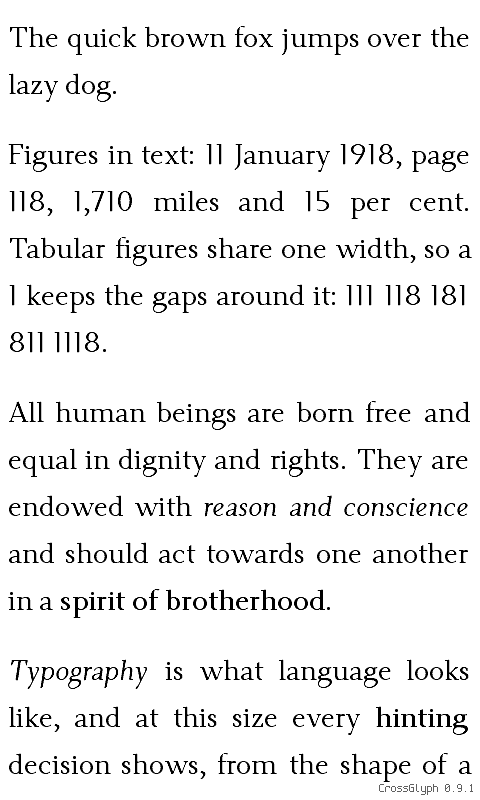 The quick brown fox jumps over the
lazy dog.
Figures in text: 11 January 1918, page
118, 1,710 miles and 15 per cent.
Tabular figures share one width, so a
1 keeps the gaps around it: 111 118 181
811 1118.
All human beings are born free and
equal in dignity and rights. They are
endowed with reason and conscience
and should act towards one another
in a spirit of brotherhood.
Typography is what language looks
like, and at this size every hinting
decision shows, from the shape of a
CrossGlyph 0.9.1